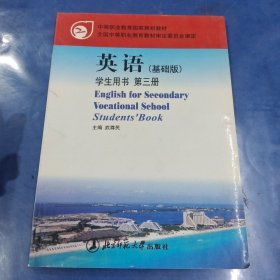 中等职业教育国家规划教材
全国中等职业教育教材审定委员会审定
英语(基础版)
学生用书 第三册
English for Secondary
Vocational School
Students' Book
主编 武尊民
北京师范大学出版社